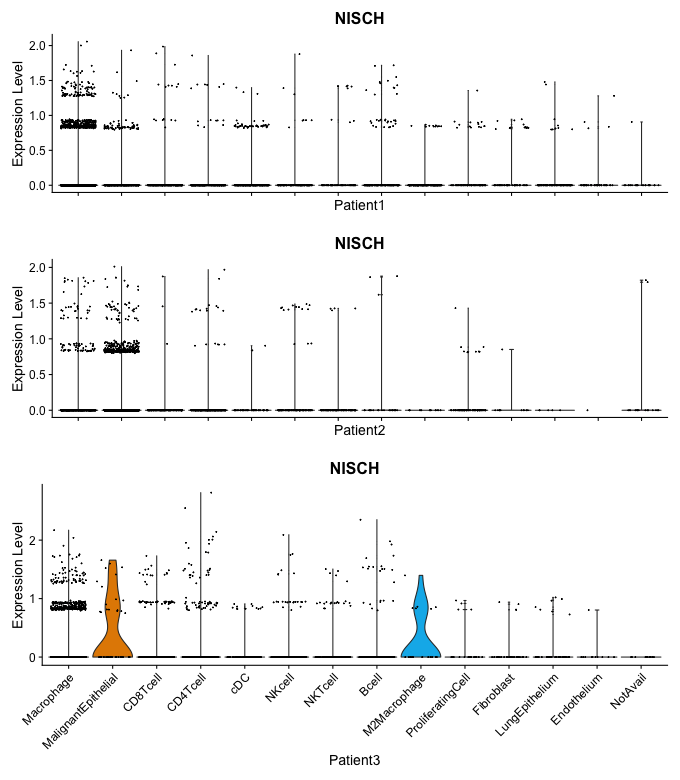 NISCH
Expression Level
2.0
1.5
1.0
0.5
0.0
Patient1
NISCH
Expression Level
2.0
1.5
1.0
0.5
0.0
Patient2
NISCH
Expression Level
2
1
0
Macrophage
MalignantEpithelial
CD8Tcell
CD4Tcell
cDC
NKcell
NKTcell
Bcell
M2Macrophage
ProliferatingCell
Fibroblast
LungEpithelium
Endothelium
NotAvail
Patient3